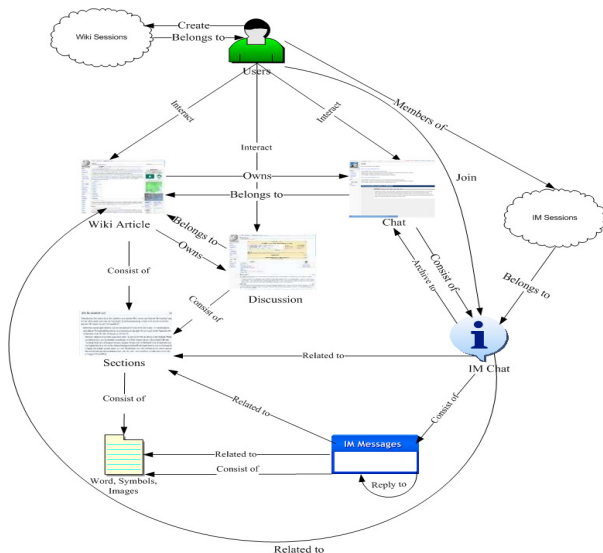 Create
Wiki Sessions
Belongs to
Users
Members of
Interact
Interact
Interact
Join
Owns
Belongs to
IM Sessions
Wiki Article
Chat
Belongs to
Owns
Consist of
Discussion
Consist of
Archive to
Belongs to
Consist of
Sections
Related to
IM Chat
Consist of
Related to
Consist of
IM Messages
Related to
Consist of
Reply to
Word, Symbols,
Images
Related to